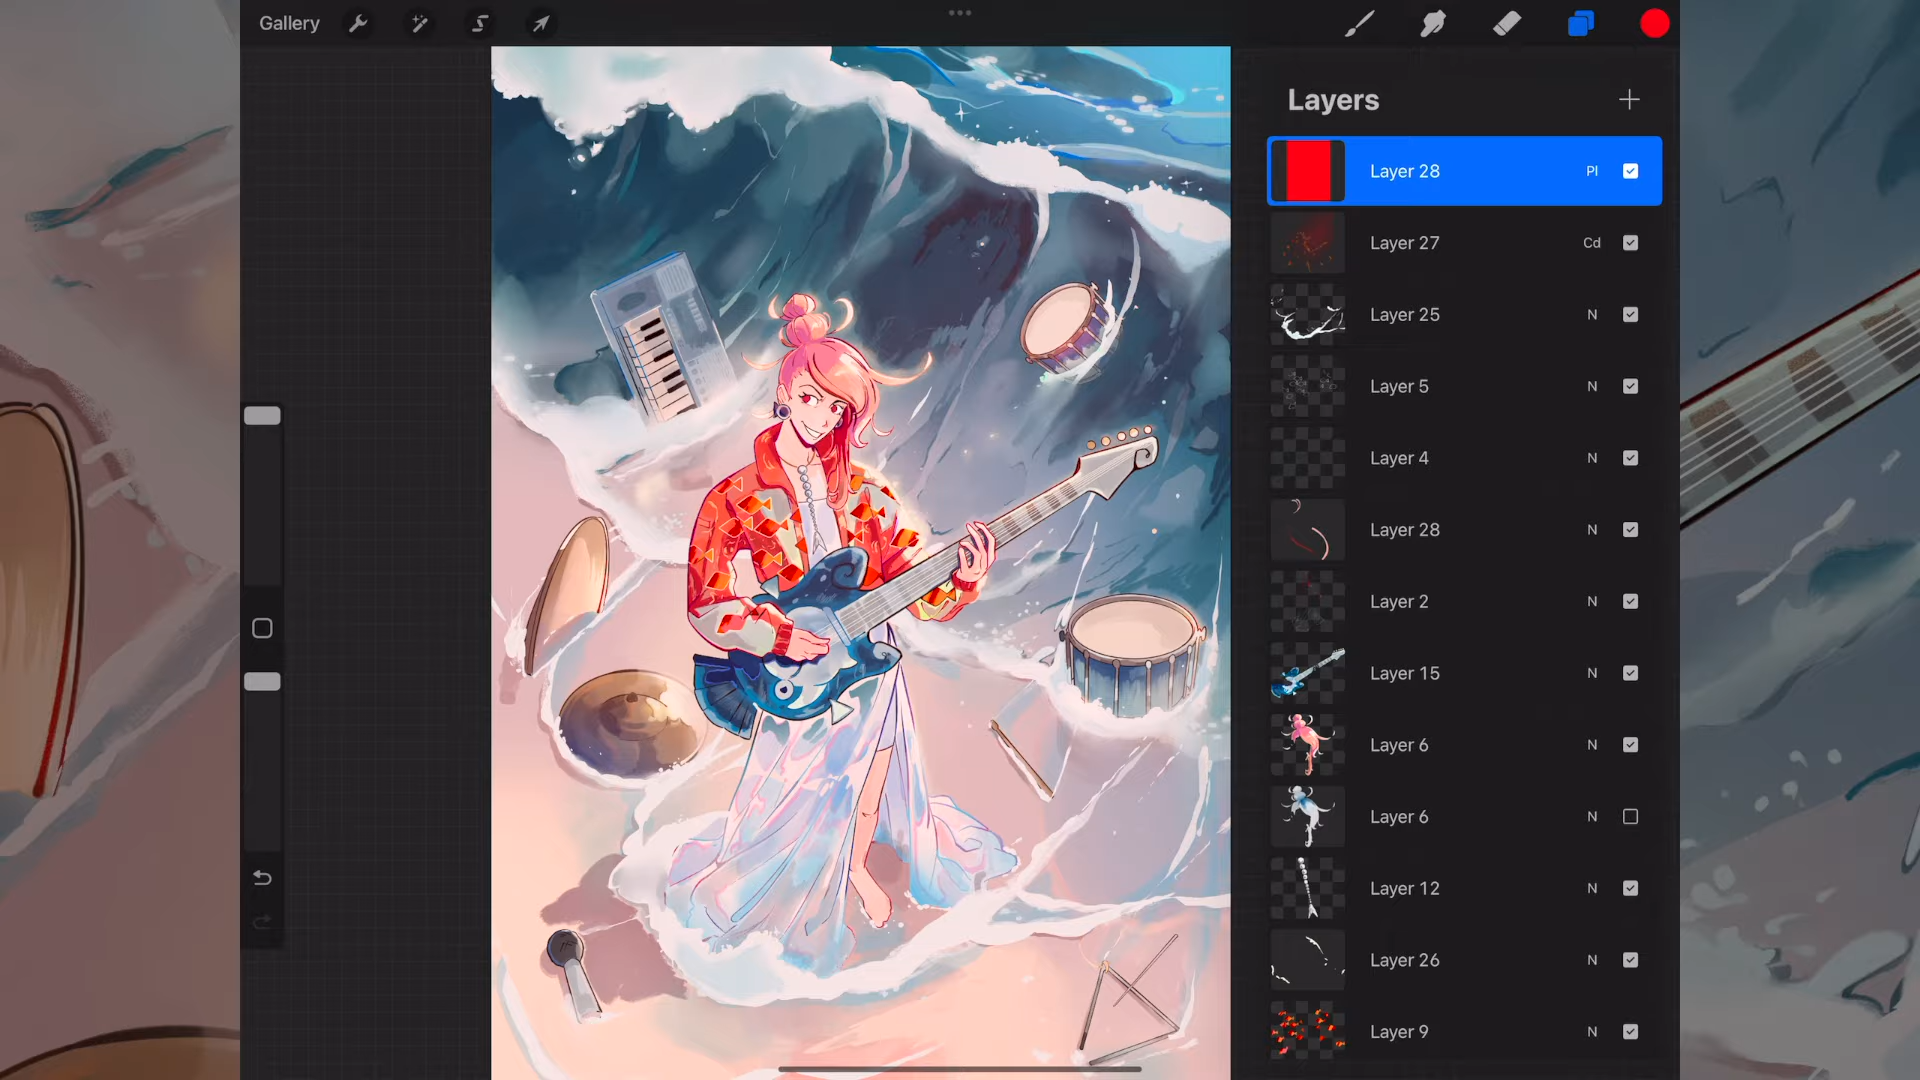 Gallery
Layers
Layer 28 Pl
Layer 27 Cd
Layer 25 N
Layer 5 N
Layer 4 N
Layer 28 N
Layer 2 N
Layer 15 N
Layer 6 N
Layer 6 N
Layer 12 N
Layer 26 N
Layer 9 N